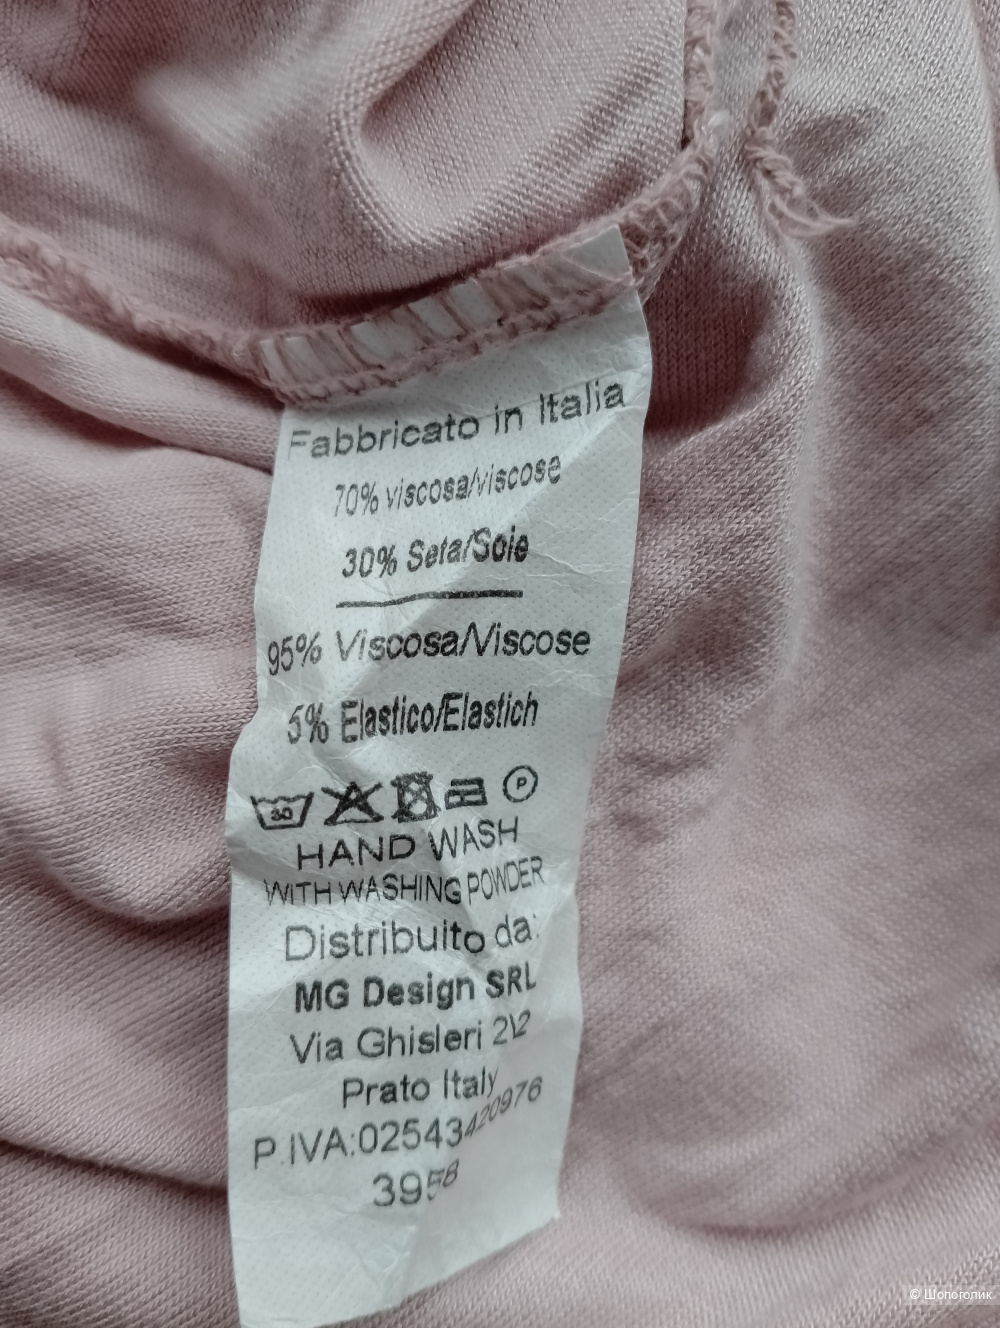 Fabbricato in Italia
70% viscosa/viscose
30% Seta/Soie
95% Viscosa/Viscose
5% Elastico/Elastich
30 P
HAND WASH
WITH WASHING POWDER
Distribuito da:
MG Design SRL
Via Ghisleri 2\2
Prato Italy
P.IVA:02543420976
3958
© Шопоголик